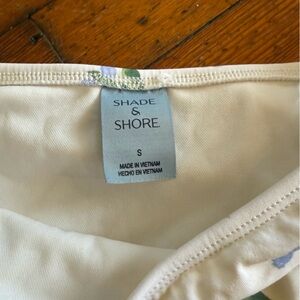 SHADE
&
SHORE
S
MADE IN VIETNAM
HECHO EN VIETNAM